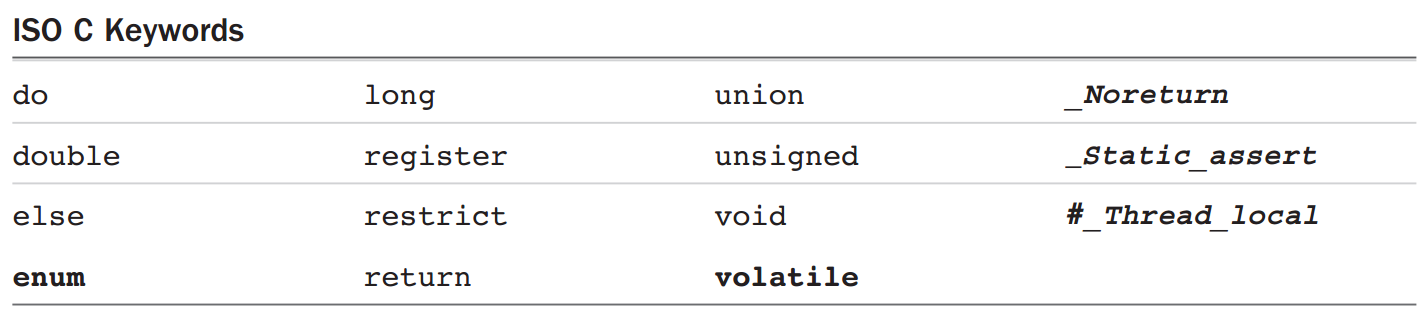 ISO C Keywords
do long union _Noreturn
double register unsigned _Static_assert
else restrict void #_Thread_local
enum return volatile